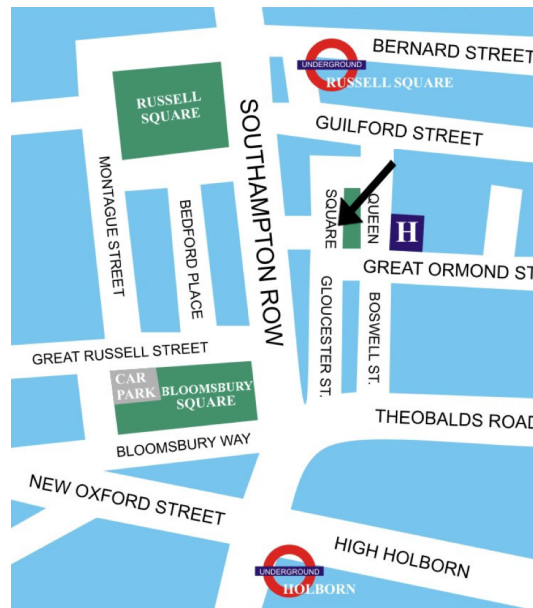 BERNARD STREET
UNDERGROUND
RUSSELL SQUARE
RUSSELL
SQUARE
SOUTHAMPTON ROW
GUILFORD STREET
MONTAGUE STREET
BEDFORD PLACE
SQUARE
QUEEN
H
GREAT ORMOND ST
GLOUCESTER ST.
BOSWELL ST.
GREAT RUSSELL STREET
CAR
PARK
BLOOMSBURY
SQUARE
THEOBALDS ROAD
BLOOMSBURY WAY
NEW OXFORD STREET
HIGH HOLBORN
UNDERGROUND
HOLBORN